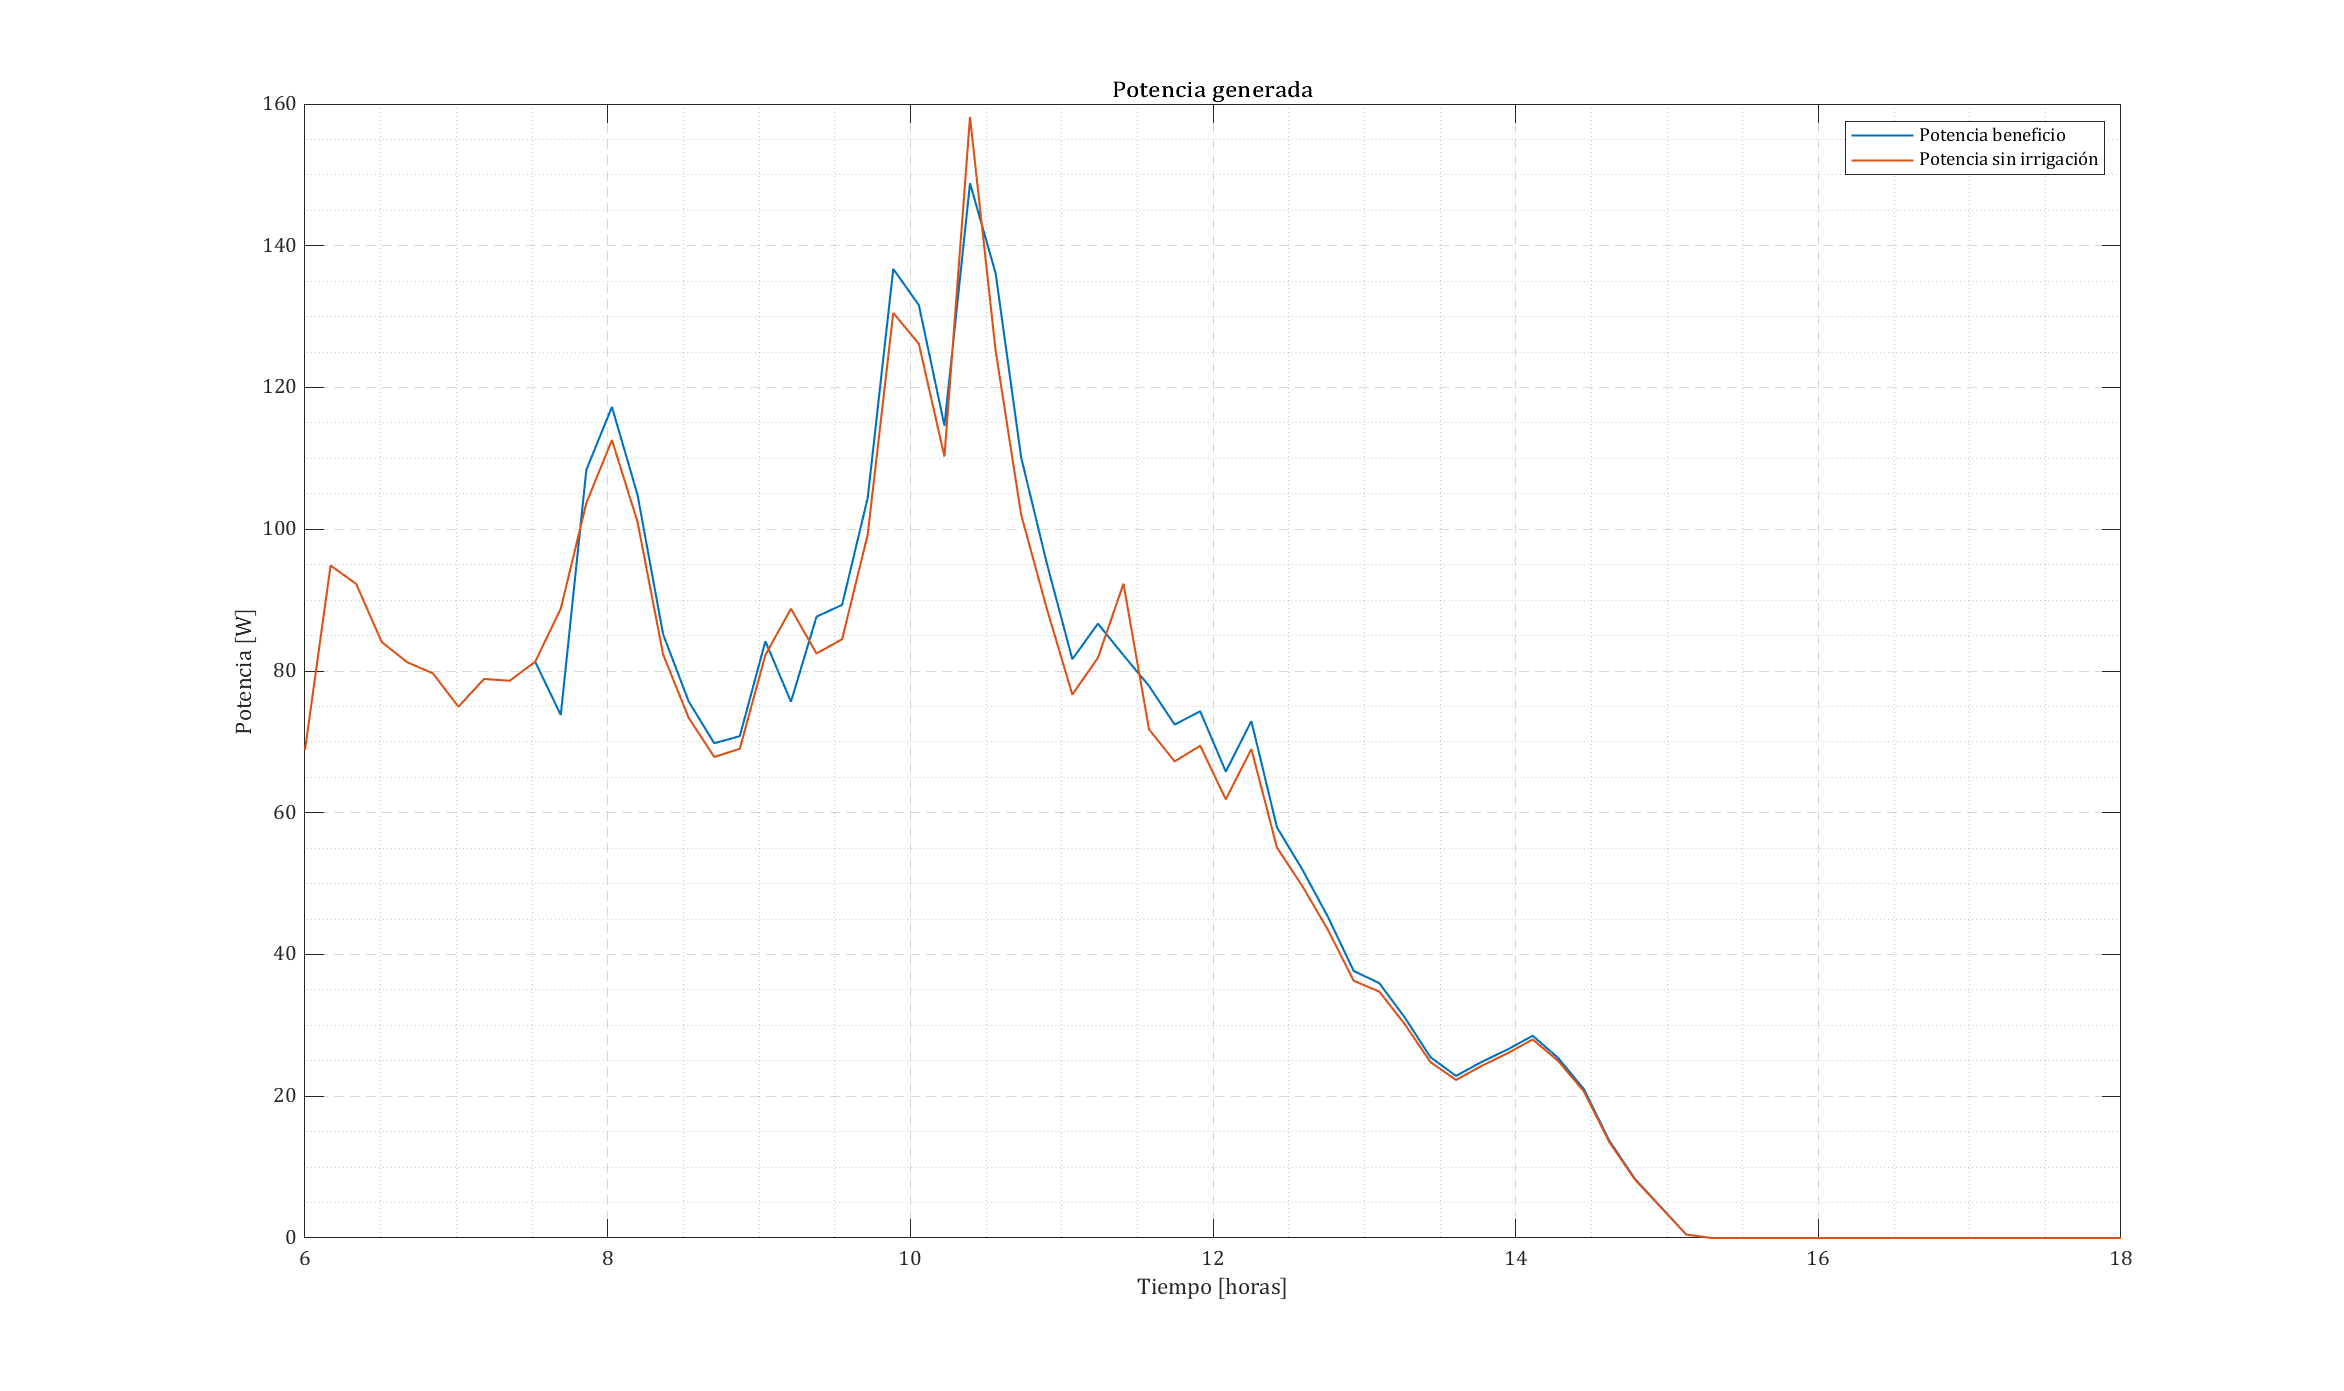 Potencia generada
160
140
120
100
80
60
40
20
0
Potencia [W]
Potencia beneficio
Potencia sin irrigación
6 8 10 12 14 16 18
Tiempo [horas]